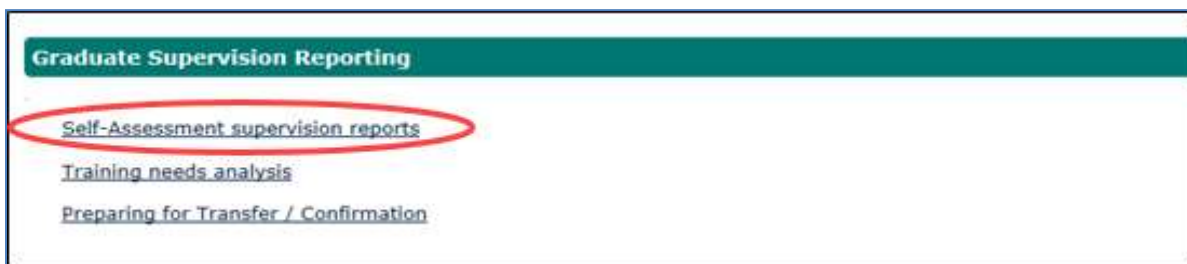 Graduate Supervision Reporting
Self-Assessment supervision reports
Training needs analysis
Preparing for Transfer / Confirmation